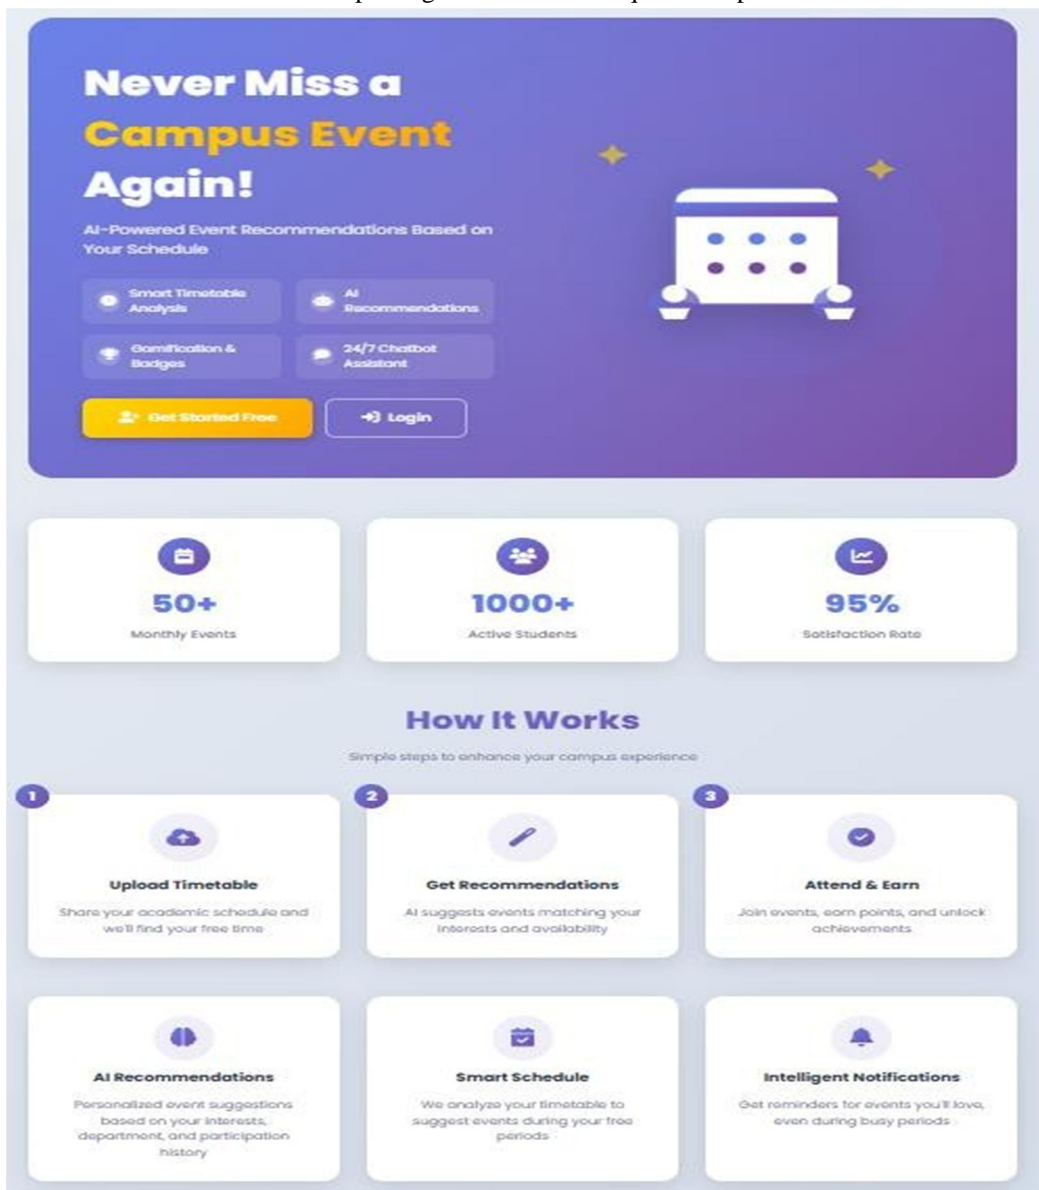 Never Miss a
Campus Event
Again!
AI-Powered Event Recommendations Based on
Your Schedule
Smart Timetable
Analysis
AI
Recommendations
Gamification &
Badges
24/7 Chatbot
Assistant
Get Started Free
Login
50+
Monthly Events
1000+
Active Students
95%
Satisfaction Rate
How It Works
Simple steps to enhance your campus experience
1
Upload Timetable
Share your academic schedule and
we'll find your free time
2
Get Recommendations
AI suggests events matching your
interests and availability
3
Attend & Earn
Join events, earn points, and unlock
achievements
AI Recommendations
Personalized event suggestions
based on your interests,
department, and participation
history
Smart Schedule
We analyze your timetable to
suggest events during your free
periods
Intelligent Notifications
Get reminders for events you'll love,
even during busy periods